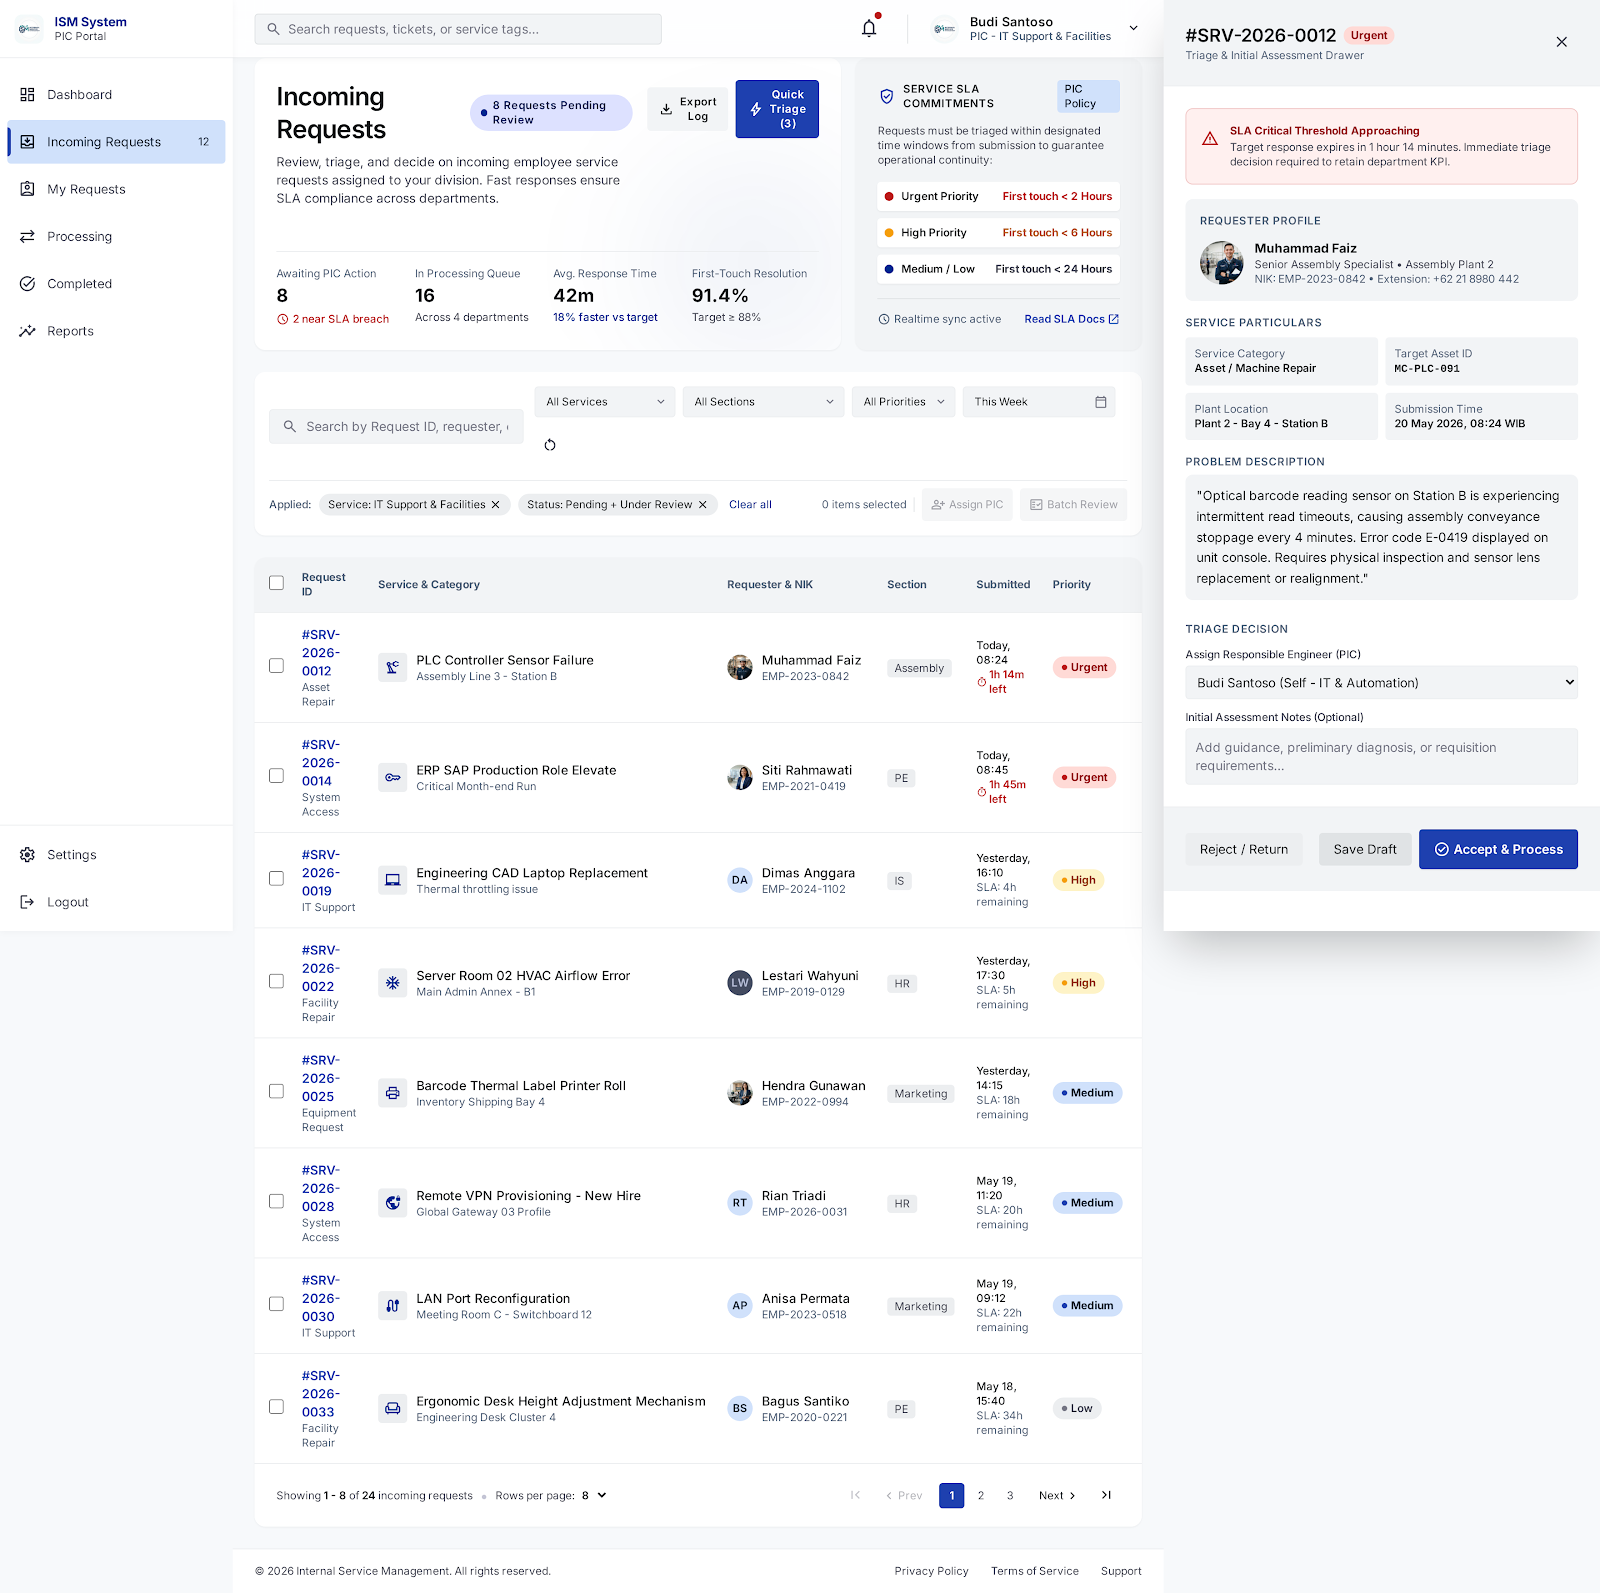 ISM System
PIC Portal
Dashboard
Incoming Requests 12
My Requests
Processing
Completed
Reports
Settings
Logout
Search requests, tickets, or service tags...
Budi Santoso
PIC - IT Support & Facilities
Incoming
Requests
8 Requests Pending
Review
Export
Log
Quick
Triage
(3)
Review, triage, and decide on incoming employee service
requests assigned to your division. Fast responses ensure
SLA compliance across departments.
Awaiting PIC Action
8
2 near SLA breach
In Processing Queue
16
Across 4 departments
Avg. Response Time
42m
18% faster vs target
First-Touch Resolution
91.4%
Target ≥ 88%
SERVICE SLA
COMMITMENTS
PIC
Policy
Requests must be triaged within designated
time windows from submission to guarantee
operational continuity:
Urgent Priority First touch < 2 Hours
High Priority First touch < 6 Hours
Medium / Low First touch < 24 Hours
Realtime sync active Read SLA Docs
Search by Request ID, requester,
All Services
All Sections
All Priorities
This Week
Applied: Service: IT Support & Facilities Status: Pending + Under Review Clear all 0 items selected Assign PIC Batch Review
Request
ID
Service & Category
Requester & NIK
Section
Submitted
Priority
#SRV-
2026-
0012
Asset
Repair
PLC Controller Sensor Failure
Assembly Line 3 - Station B
Muhammad Faiz
EMP-2023-0842
Assembly
Today,
08:24
1h 14m
left
Urgent
#SRV-
2026-
0014
System
Access
ERP SAP Production Role Elevate
Critical Month-end Run
Siti Rahmawati
EMP-2021-0419
PE
Today,
08:45
1h 45m
left
Urgent
#SRV-
2026-
0019
IT Support
Engineering CAD Laptop Replacement
Thermal throttling issue
DA
Dimas Anggara
EMP-2024-1102
IS
Yesterday,
16:10
SLA: 4h
remaining
High
#SRV-
2026-
0022
Facility
Repair
Server Room 02 HVAC Airflow Error
Main Admin Annex - B1
LW
Lestari Wahyuni
EMP-2019-0129
HR
Yesterday,
17:30
SLA: 5h
remaining
High
#SRV-
2026-
0025
Equipment
Request
Barcode Thermal Label Printer Roll
Inventory Shipping Bay 4
Hendra Gunawan
EMP-2022-0994
Marketing
Yesterday,
14:15
SLA: 18h
remaining
Medium
#SRV-
2026-
0028
System
Access
Remote VPN Provisioning - New Hire
Global Gateway 03 Profile
RT
Rian Triadi
EMP-2026-0031
HR
May 19,
11:20
SLA: 20h
remaining
Medium
#SRV-
2026-
0030
IT Support
LAN Port Reconfiguration
Meeting Room C - Switchboard 12
AP
Anisa Permata
EMP-2023-0518
Marketing
May 19,
09:12
SLA: 22h
remaining
Medium
#SRV-
2026-
0033
Facility
Repair
Ergonomic Desk Height Adjustment Mechanism
Engineering Desk Cluster 4
BS
Bagus Santiko
EMP-2020-0221
PE
May 18,
15:40
SLA: 34h
remaining
Low
Showing 1 - 8 of 24 incoming requests • Rows per page: 8
Prev 1 2 3 Next
© 2026 Internal Service Management. All rights reserved.
Privacy Policy Terms of Service Support
#SRV-2026-0012 Urgent
Triage & Initial Assessment Drawer
SLA Critical Threshold Approaching
Target response expires in 1 hour 14 minutes. Immediate triage
decision required to retain department KPI.
REQUESTER PROFILE
Muhammad Faiz
Senior Assembly Specialist • Assembly Plant 2
NIK: EMP-2023-0842 • Extension: +62 21 8980 442
SERVICE PARTICULARS
Service Category
Asset / Machine Repair
Target Asset ID
MC-PLC-091
Plant Location
Plant 2 - Bay 4 - Station B
Submission Time
20 May 2026, 08:24 WIB
PROBLEM DESCRIPTION
"Optical barcode reading sensor on Station B is experiencing
intermittent read timeouts, causing assembly conveyance
stoppage every 4 minutes. Error code E-0419 displayed on
unit console. Requires physical inspection and sensor lens
replacement or realignment."
TRIAGE DECISION
Assign Responsible Engineer (PIC)
Budi Santoso (Self - IT & Automation)
Initial Assessment Notes (Optional)
Add guidance, preliminary diagnosis, or requisition
requirements...
Reject / Return
Save Draft
Accept & Process